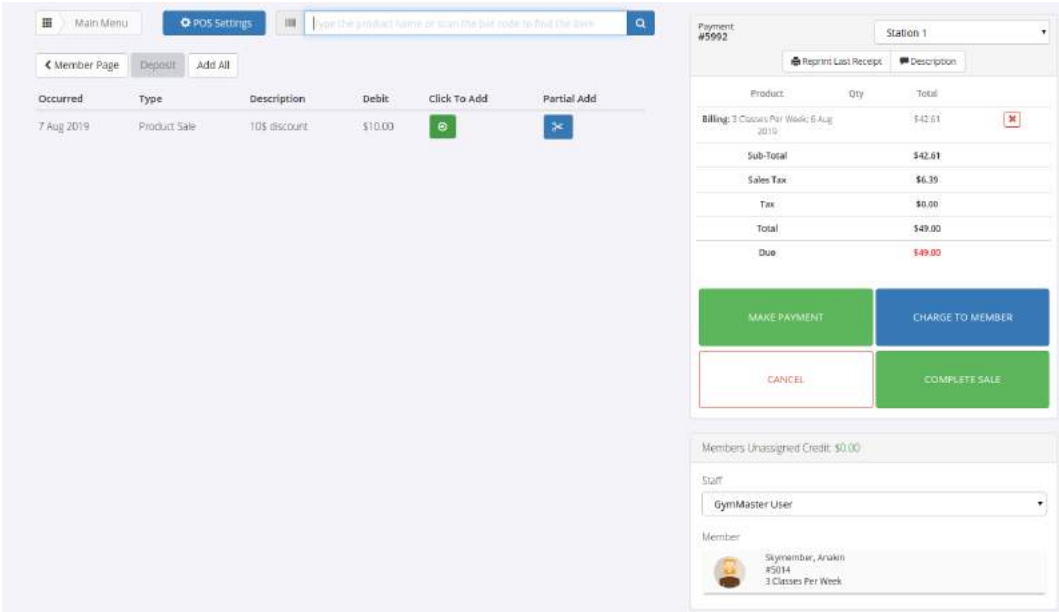 Main Menu
POS Settings
Type the product name or scan the bar code to find the item
Member Page
Deposit
Add All
Occurred Type Description Debit Click To Add Partial Add
7 Aug 2019 Product Sale 10$ discount $10.00
Payment
#5992
Station 1
Reprint Last Receipt
Description
Product Qty Total
Billing: 3 Classes Per Week; 6 Aug $42.61
2019
Sub-Total $42.61
Sales Tax $6.39
Tax $0.00
Total $49.00
Due $49.00
MAKE PAYMENT
CHARGE TO MEMBER
CANCEL
COMPLETE SALE
Members Unassigned Credit: $0.00
Staff
GymMaster User
Member
Skymember, Anakin
#5014
3 Classes Per Week